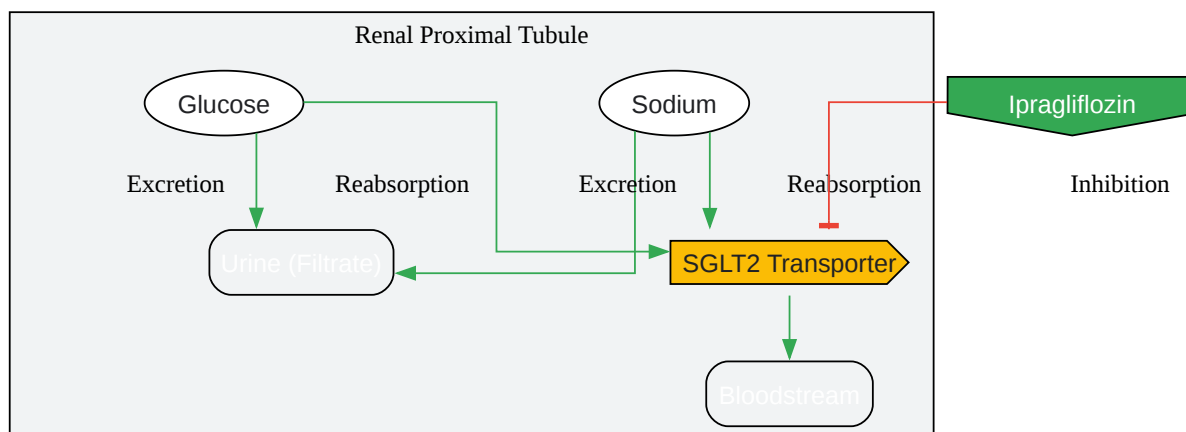 Renal Proximal Tubule
Glucose
Sodium
Ipragliflozin
Excretion
Reabsorption
Excretion
Reabsorption
Inhibition
Urine (Filtrate)
SGLT2 Transporter
Bloodstream